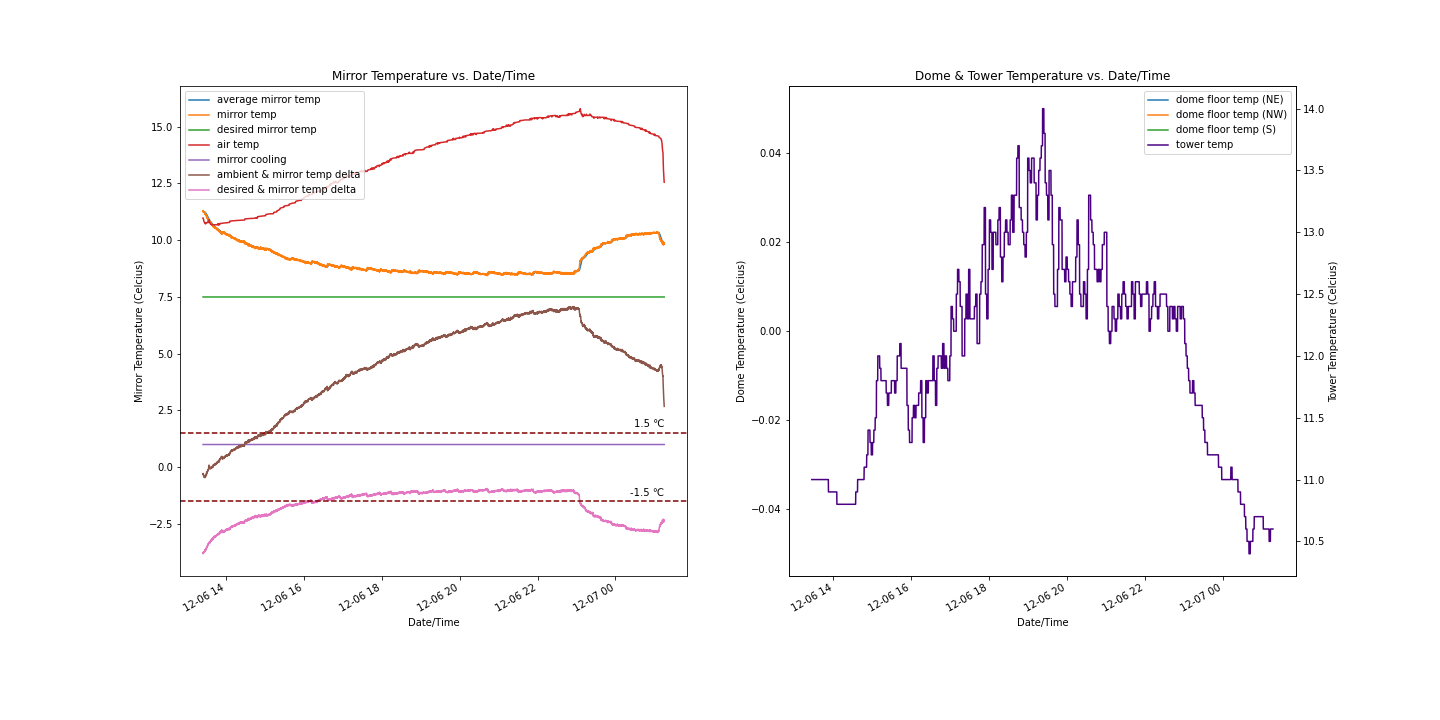 Mirror Temperature vs. Date/Time
average mirror temp
mirror temp
desired mirror temp
air temp
mirror cooling
ambient & mirror temp delta
desired & mirror temp delta
15.0
12.5
10.0
7.5
5.0
2.5
0.0
−2.5
Mirror Temperature (Celcius)
1.5 °C
-1.5 °C
12-06 14
12-06 16
12-06 18
12-06 20
12-06 22
12-07 00
Date/Time
Dome & Tower Temperature vs. Date/Time
dome floor temp (NE)
dome floor temp (NW)
dome floor temp (S)
tower temp
0.04
0.02
0.00
−0.02
−0.04
Dome Temperature (Celcius)
14.0
13.5
13.0
12.5
12.0
11.5
11.0
10.5
Tower Temperature (Celcius)
12-06 14
12-06 16
12-06 18
12-06 20
12-06 22
12-07 00
Date/Time